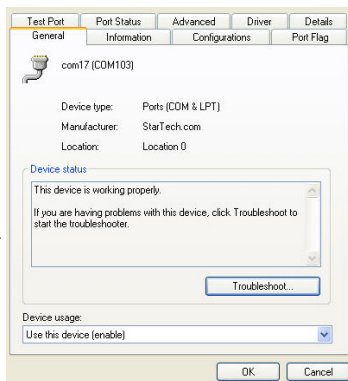 Test Port Port Status Advanced Driver Details
General Information Configurations Port Flag
com17 (COM103)
Device type: Ports (COM & LPT)
Manufacturer: StarTech.com
Location: Location 0
Device status
This device is working properly.
If you are having problems with this device, click Troubleshoot to
start the troubleshooter.
Troubleshoot...
Device usage:
Use this device (enable)
OK Cancel